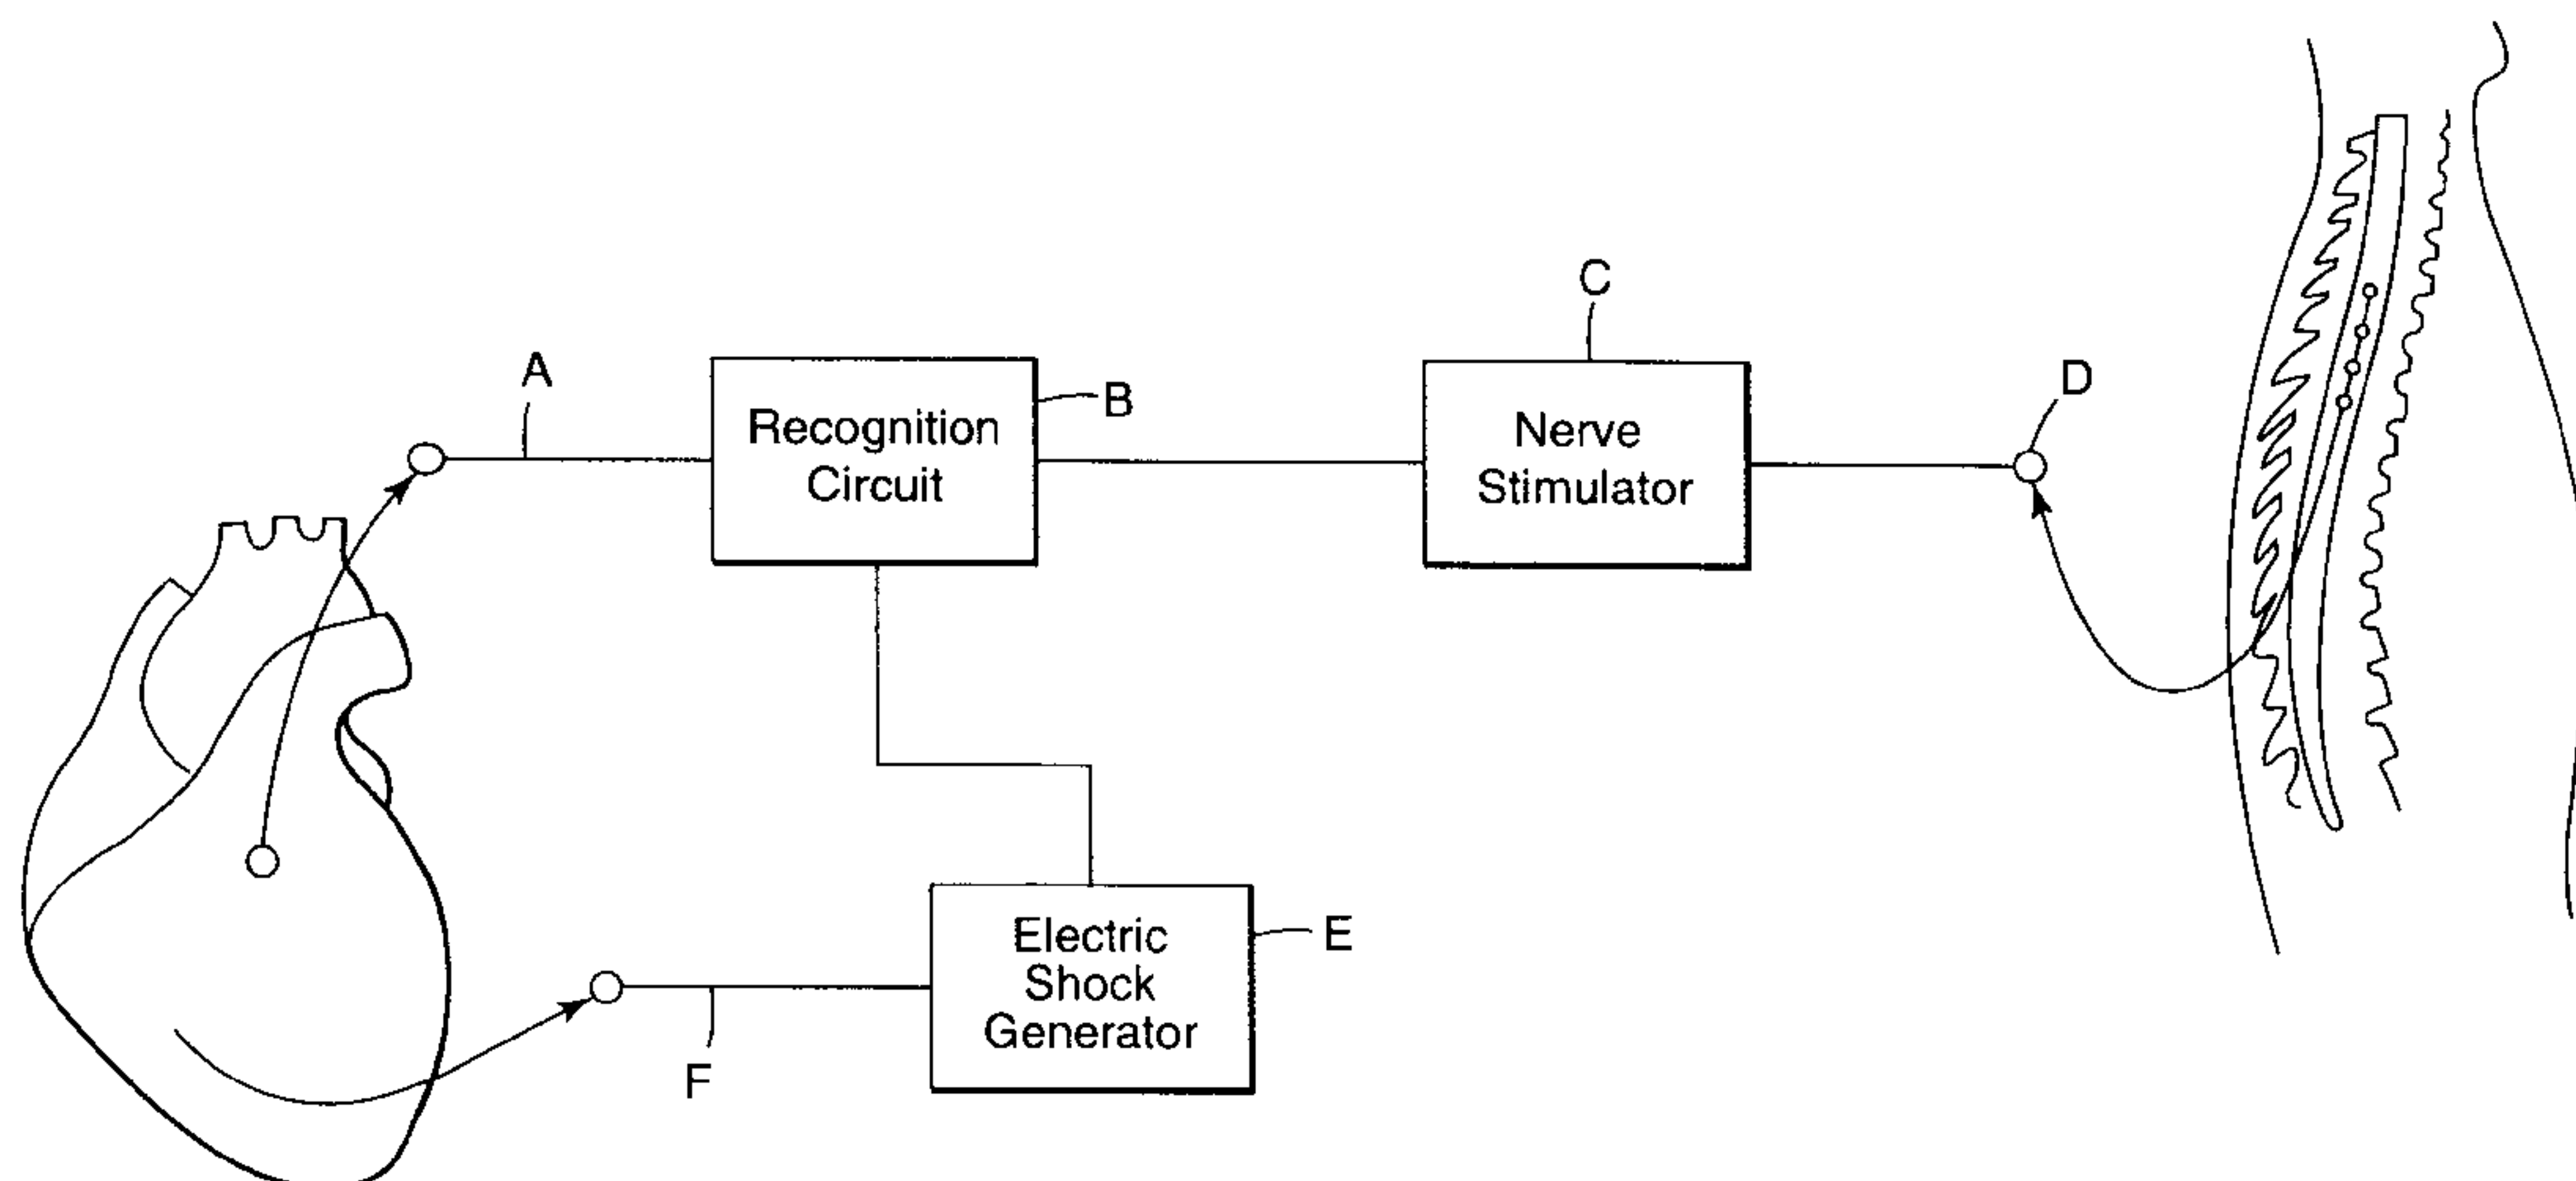 C
A
D
B
Recognition
Circuit
Nerve
Stimulator
Electric
Shock
Generator
E
F